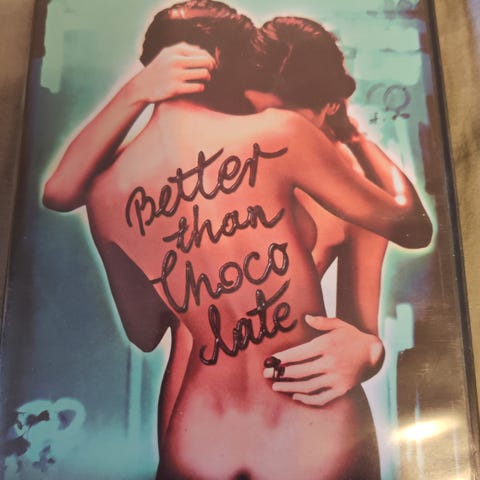 Better
than
Choco
late